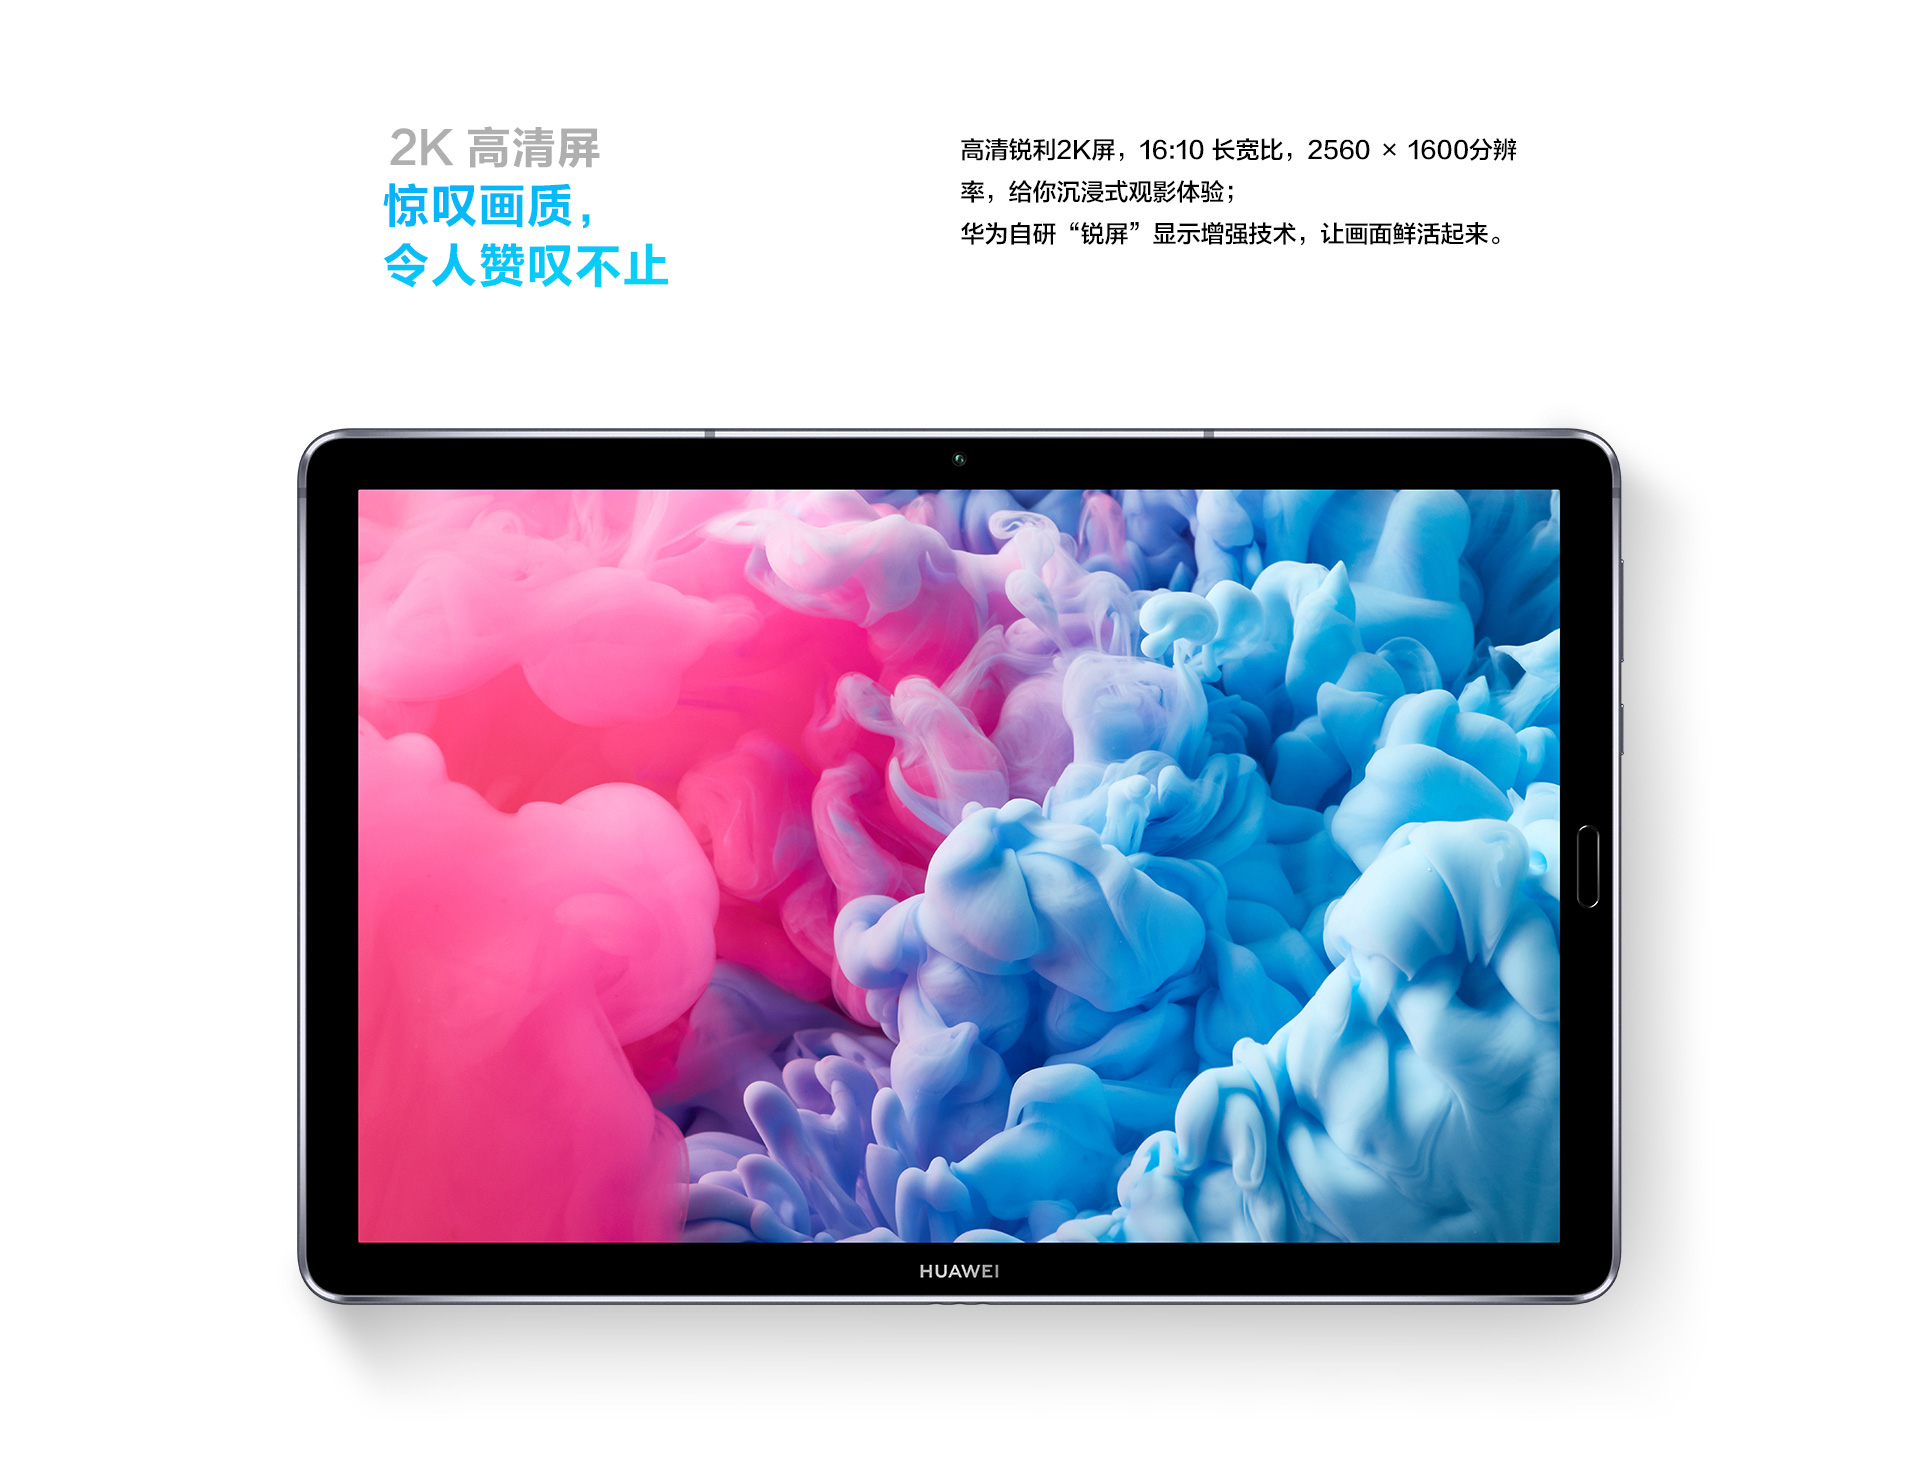 2K 高清屏
惊叹画质，
令人赞叹不止
高清锐利2K屏，16:10 长宽比，2560 × 1600分辨
率，给你沉浸式观影体验；
华为自研“锐屏”显示增强技术，让画面鲜活起来。
HUAWEI